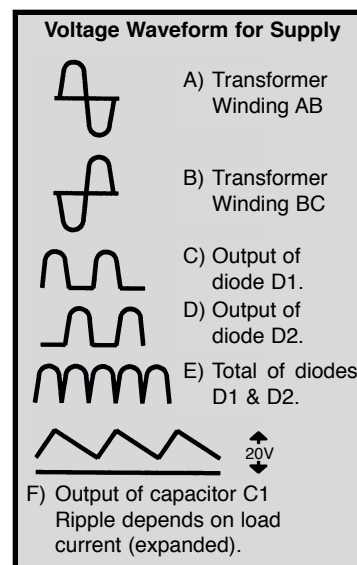 Voltage Waveform for Supply
A) Transformer
Winding AB
B) Transformer
Winding BC
C) Output of
diode D1.
D) Output of
diode D2.
E) Total of diodes
D1 & D2.
20V
F) Output of capacitor C1
Ripple depends on load
current (expanded).